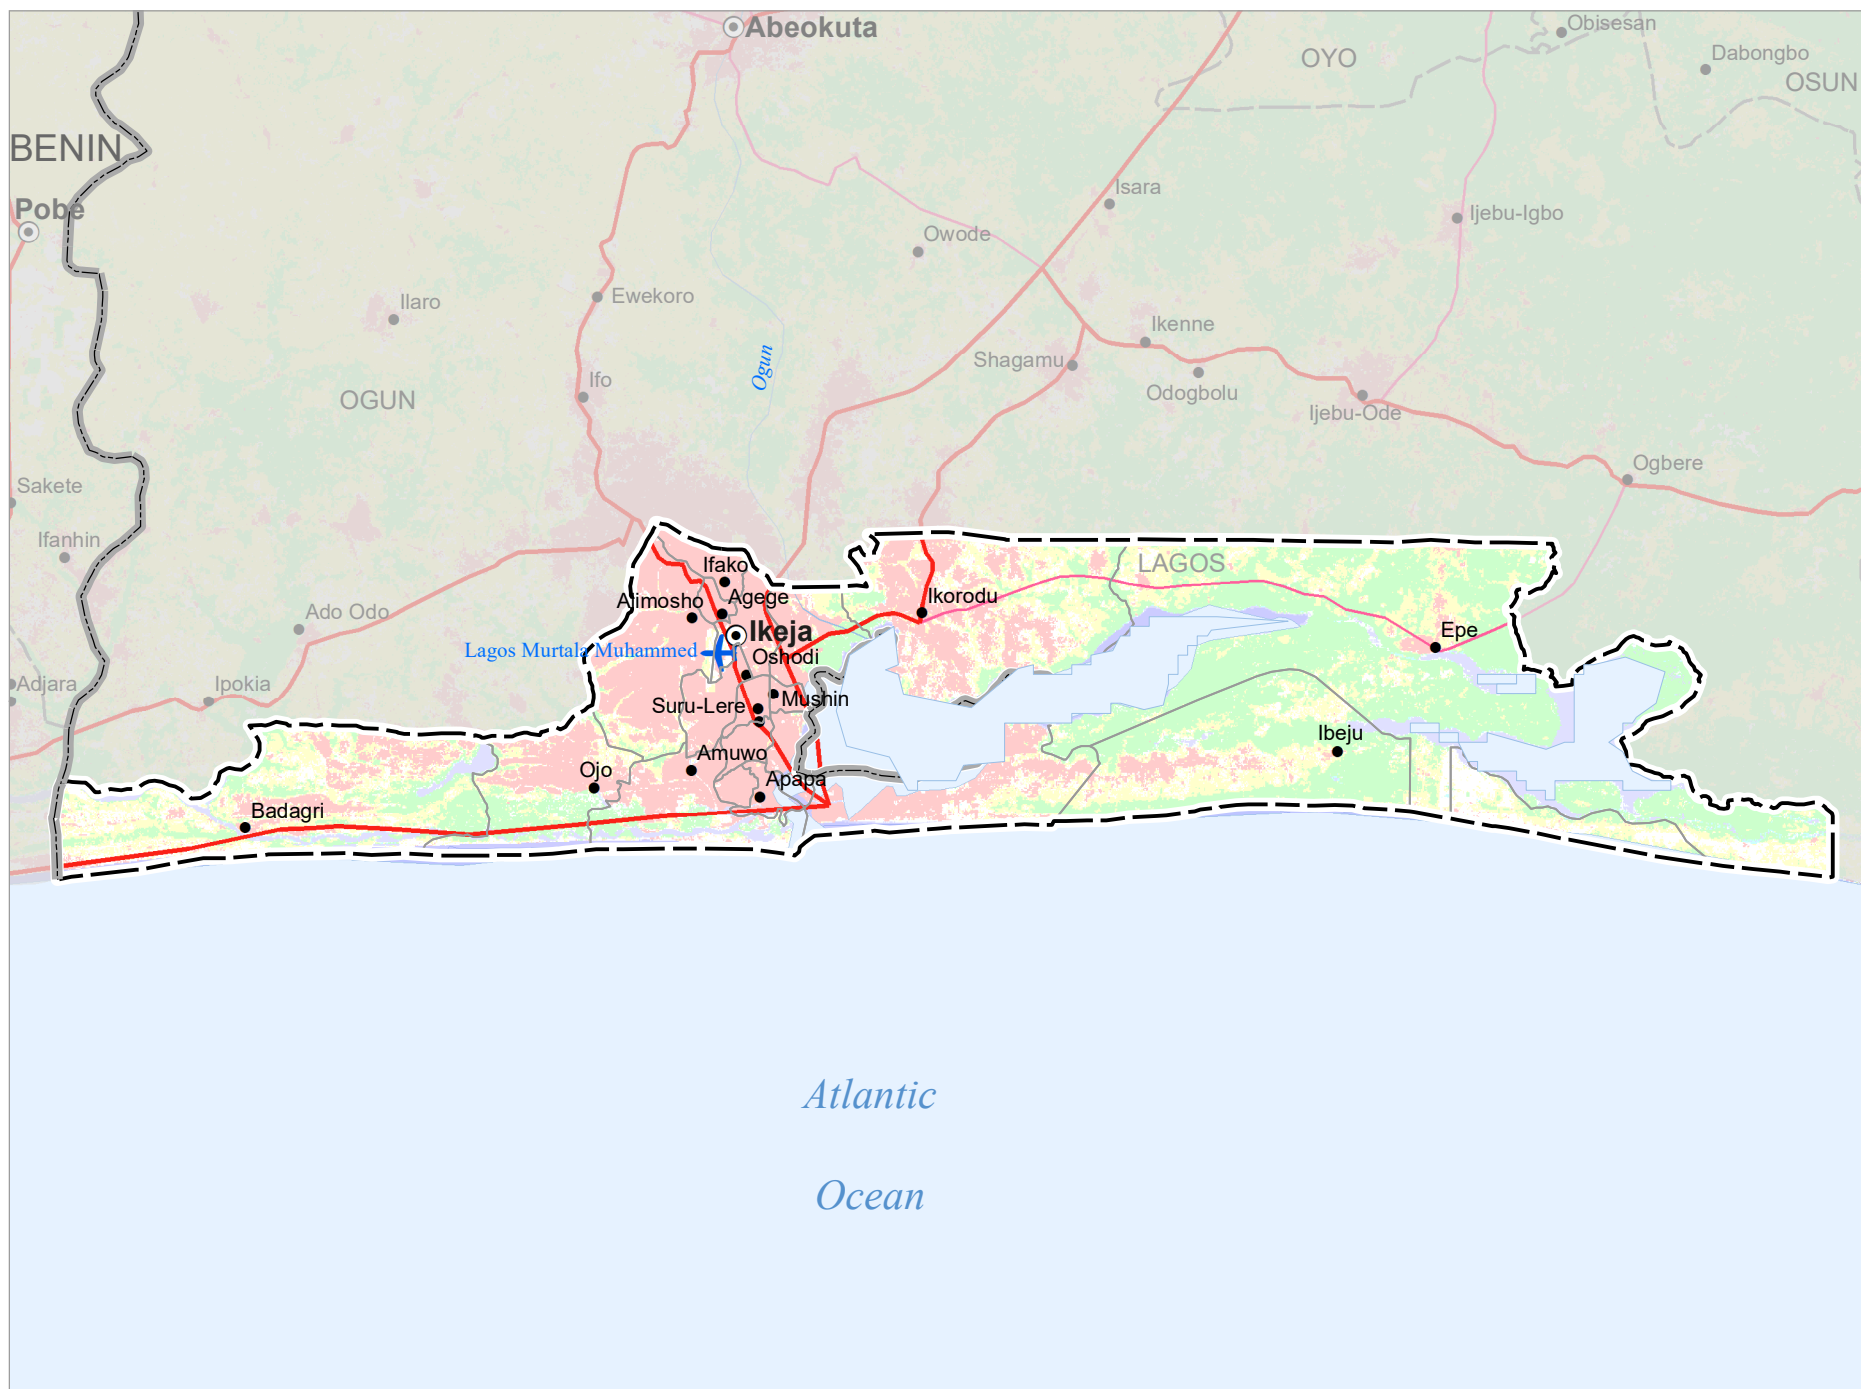 Abeokuta
Obisesan
OYO
Dabongbo
OSUN
BENIN
Isara
Pobe
Ijebu-Igbo
Owode
Ewekoro
Ilaro
Ikenne
Shagamu
Ogun
Ifo
Odogbolu
OGUN
Ijebu-Ode
Ogbere
Sakete
Ifanhin
LAGOS
Ifako
Ikorodu
Agege
Alimosho
Ado Odo
Ikeja
Epe
Lagos Murtala Muhammed
Oshodi
Adjara
Ipokia
Mushin
Suru-Lere
Ibeju
Amuwo
Ojo
Apapa
Badagri
Atlantic
Ocean